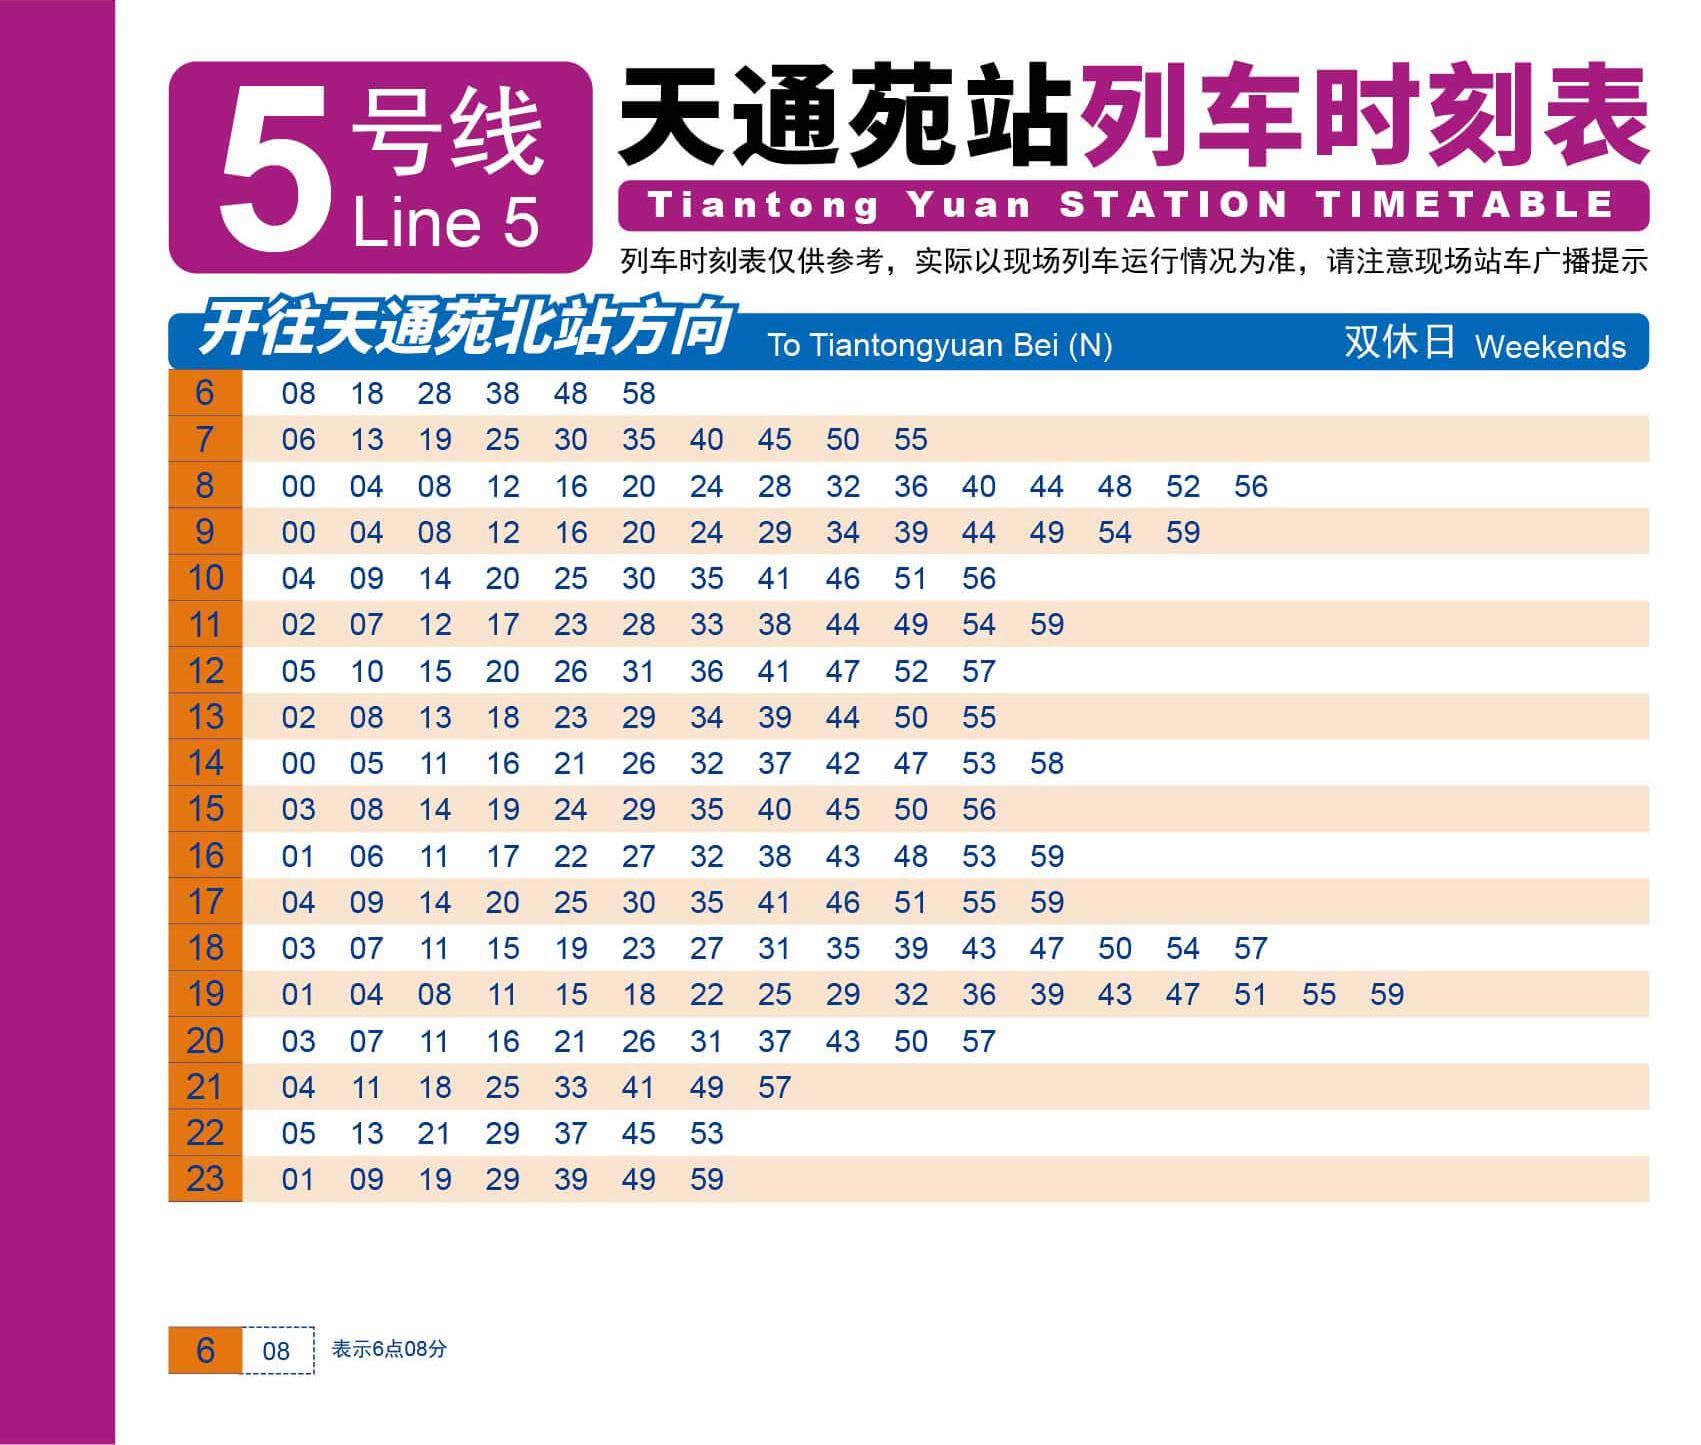 5号线
Line 5
天通苑站列车时刻表
Tiantong Yuan STATION TIMETABLE
列车时刻表仅供参考，实际以现场列车运行情况为准，请注意现场站车广播提示
开往天通苑北站方向 To Tiantongyuan Bei (N) 双休日 Weekends
6 08 18 28 38 48 58
7 06 13 19 25 30 35 40 45 50 55
8 00 04 08 12 16 20 24 28 32 36 40 44 48 52 56
9 00 04 08 12 16 20 24 29 34 39 44 49 54 59
10 04 09 14 20 25 30 35 41 46 51 56
11 02 07 12 17 23 28 33 38 44 49 54 59
12 05 10 15 20 26 31 36 41 47 52 57
13 02 08 13 18 23 29 34 39 44 50 55
14 00 05 11 16 21 26 32 37 42 47 53 58
15 03 08 14 19 24 29 35 40 45 50 56
16 01 06 11 17 22 27 32 38 43 48 53 59
17 04 09 14 20 25 30 35 41 46 51 55 59
18 03 07 11 15 19 23 27 31 35 39 43 47 50 54 57
19 01 04 08 11 15 18 22 25 29 32 36 39 43 47 51 55 59
20 03 07 11 16 21 26 31 37 43 50 57
21 04 11 18 25 33 41 49 57
22 05 13 21 29 37 45 53
23 01 09 19 29 39 49 59
6 08 表示6点08分